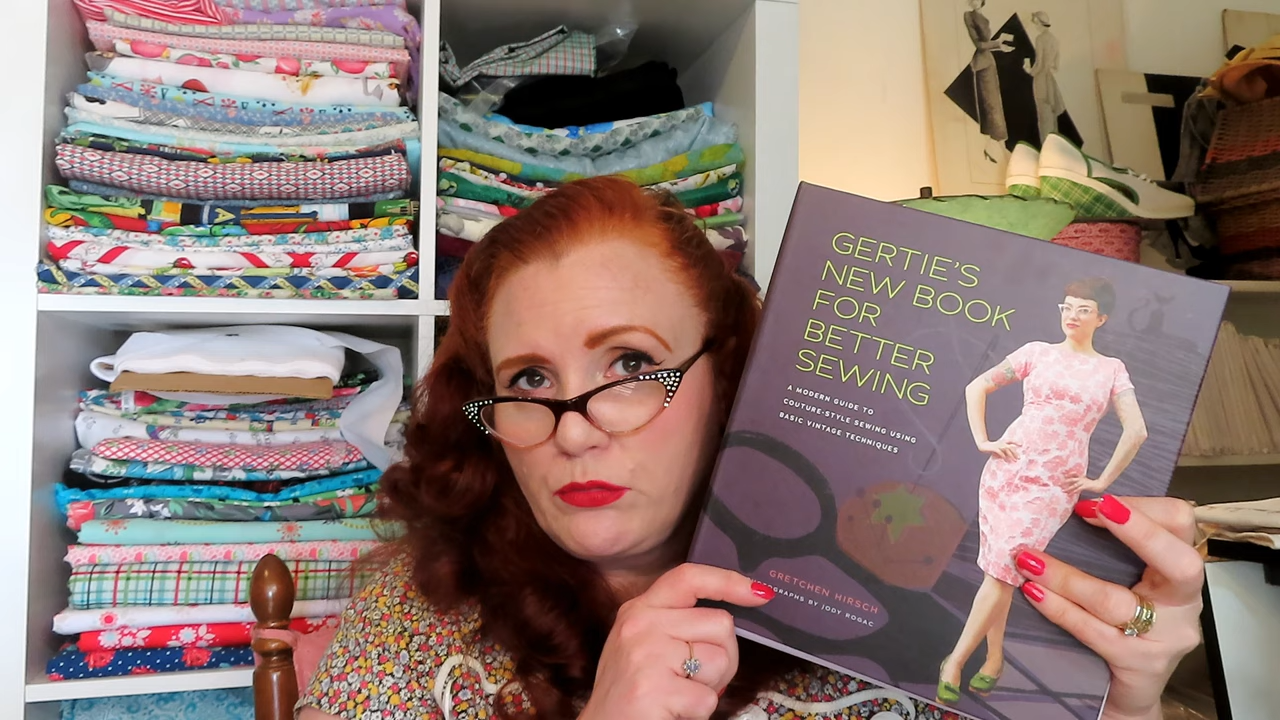 GERTIE'S
NEW BOOK
FOR
BETTER
SEWING
A MODERN GUIDE TO
COUTURE-STYLE SEWING USING
BASIC VINTAGE TECHNIQUES
GRETCHEN HIRSCH
BY JODY ROGAC